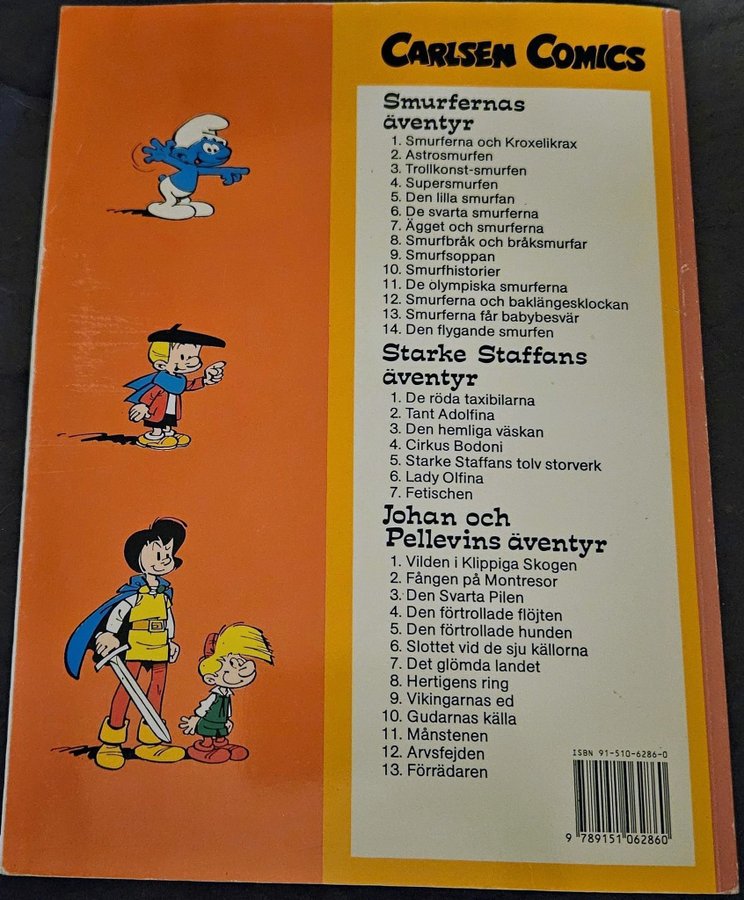 CARLSEN COMICS
Smurfernas
äventyr
1. Smurferna och Kroxelikrax
2. Astrosmurfen
3. Trollkonst-smurfen
4. Supersmurfen
5. Den lilla smurfan
6. De svarta smurferna
7. Ägget och smurferna
8. Smurfbråk och bråksmurfar
9. Smurfsoppan
10. Smurfhistorier
11. De olympiska smurferna
12. Smurferna och baklängesklockan
13. Smurferna får babybesvär
14. Den flygande smurfen
Starke Staffans
äventyr
1. De röda taxibilarna
2. Tant Adolfina
3. Den hemliga väskan
4. Cirkus Bodoni
5. Starke Staffans tolv storverk
6. Lady Olfina
7. Fetischen
Johan och
Pellevins äventyr
1. Vilden i Klippiga Skogen
2. Fången på Montresor
3. Den Svarta Pilen
4. Den förtrollade flöjten
5. Den förtrollade hunden
6. Slottet vid de sju källorna
7. Det glömda landet
8. Hertigens ring
9. Vikingarnas ed
10. Gudarnas källa
11. Månstenen
12. Arvsfejden
13. Förrädaren
ISBN 91-510-6286-0
9 789151 062860